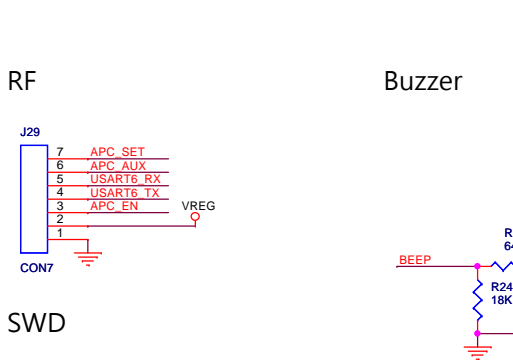 RF
Buzzer
J29
7 APC_SET
6 APC_AUX
5 USART6_RX
4 USART6_TX
3 APC_EN
2 VREG
1
CON7
BEEP
R24
18K
SWD